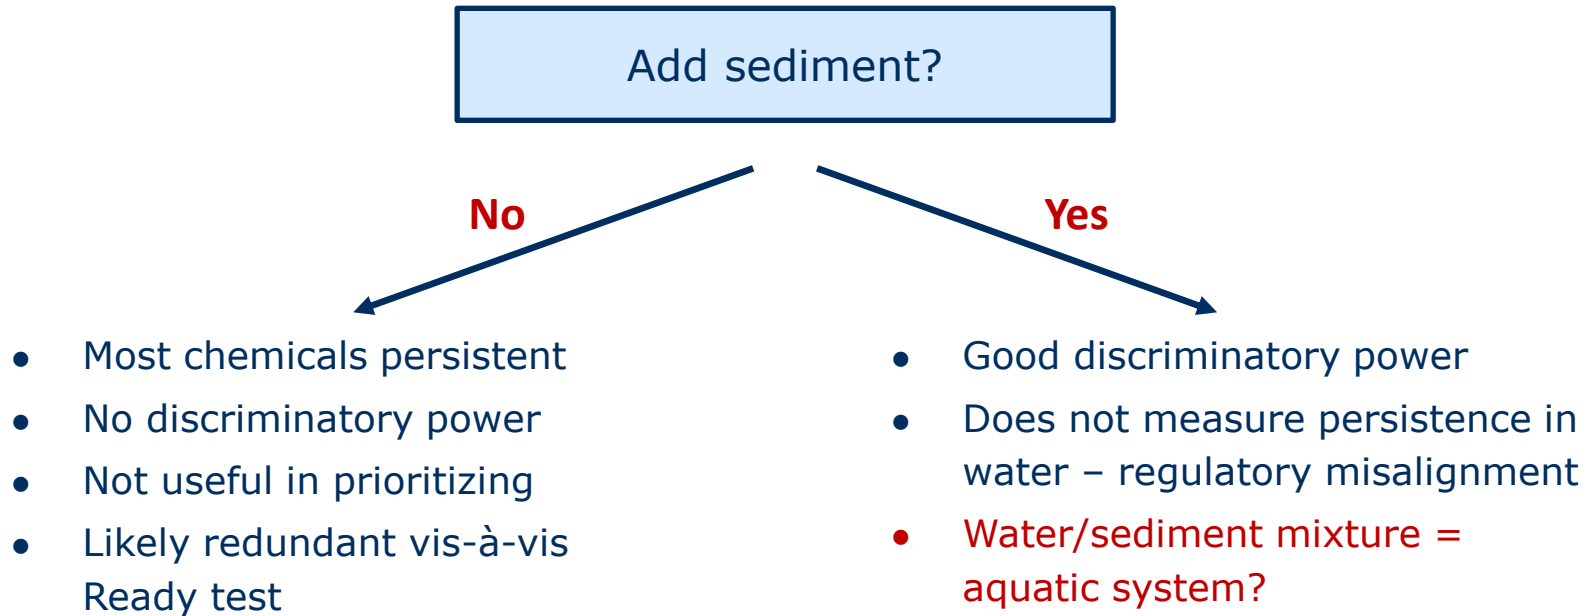 Add sediment?
No
Yes
● Most chemicals persistent
● No discriminatory power
● Not useful in prioritizing
● Likely redundant vis-à-vis
Ready test
● Good discriminatory power
● Does not measure persistence in
water – regulatory misalignment
● Water/sediment mixture =
aquatic system?